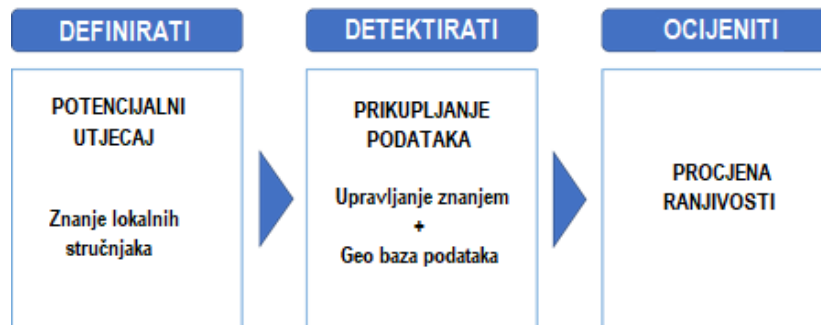 DEFINIRATI
POTENCIJALNI
UTJECAJ
Znanje lokalnih
stručnjaka
DETEKTIRATI
PRIKUPLJANJE
PODATAKA
Upravljanje znanjem
+
Geo baza podataka
OCIJENITI
PROCJENA
RANJIVOSTI